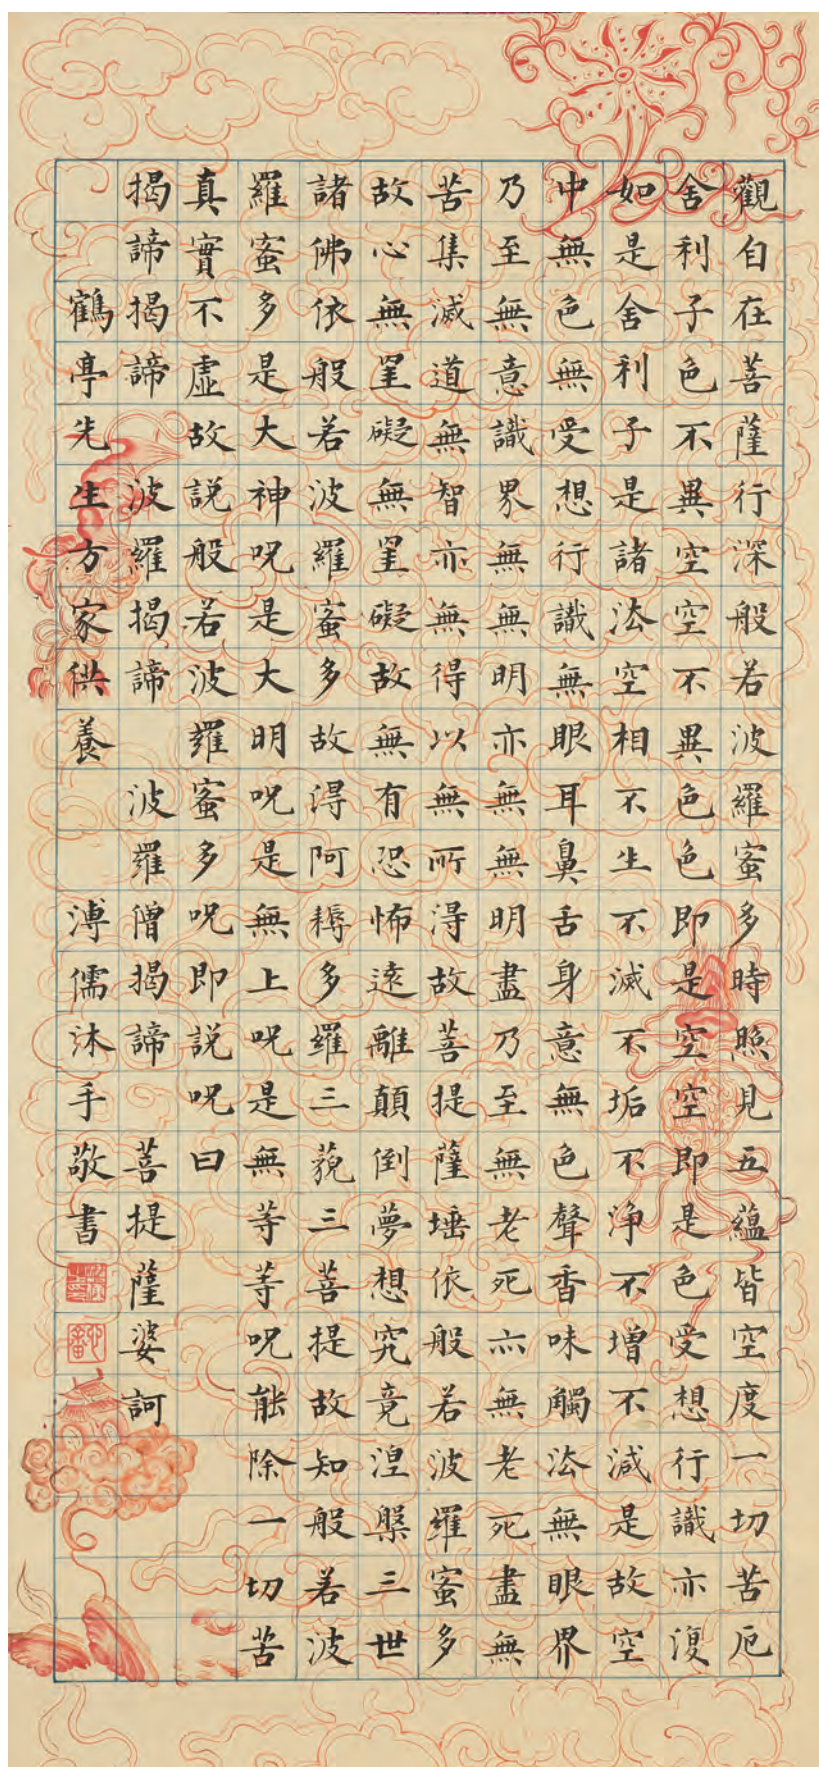 觀自在菩薩行深般若波羅蜜多時照見五蘊皆空度一切苦厄
舍利子色不異空空不異色色即是空空即是色受想行識亦復
如是舍利子是諸法空相不生不滅不垢不淨不增不減是故空
中無色無受想行識無眼耳鼻舌身意無色聲香味觸法無眼界
乃至無意識界無無明亦無無明盡乃至無老死亦無老死盡無
苦集滅道無智亦無得以無所得故菩提薩埵依般若波羅蜜多
故心無罣礙無罣礙故無有恐怖遠離顛倒夢想究竟涅槃三世
諸佛依般若波羅蜜多故得阿耨多羅三藐三菩提故知般若波
羅蜜多是大神呪是大明呪是無上呪是無等等呪能除一切苦
真實不虛故說般若波羅蜜多呪即說呪曰
揭諦揭諦 波羅揭諦 波羅僧揭諦 菩提薩婆訶
鶴亭先生方家供養 溥儒沐手敬書